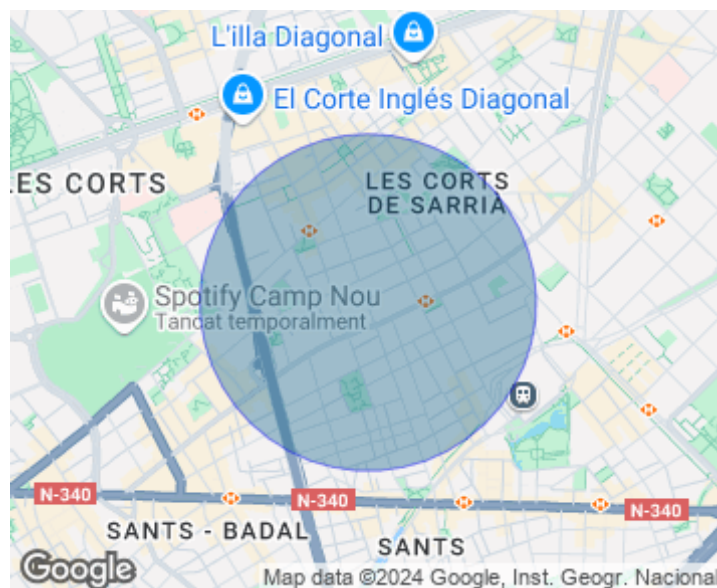 L'illa Diagonal
El Corte Inglés Diagonal
LES CORTS
LES CORTS
DE SARRIÀ
Spotify Camp Nou
Tancat temporalment
N-340
N-340
N-340
SANTS - BADAL
SANTS
Google
Map data ©2024 Google, Inst. Geogr. Nacional